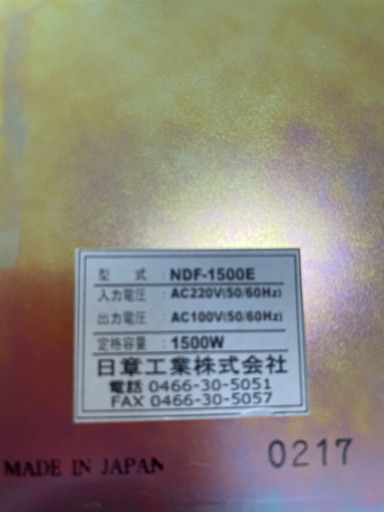 型 式 : NDF-1500E
入力電圧 : AC220V(50/60Hz)
出力電圧 : AC100V(50/60Hz)
定格容量 : 1500W
日章工業株式会社
電話 0466-30-5051
FAX 0466-30-5057
MADE IN JAPAN
0217